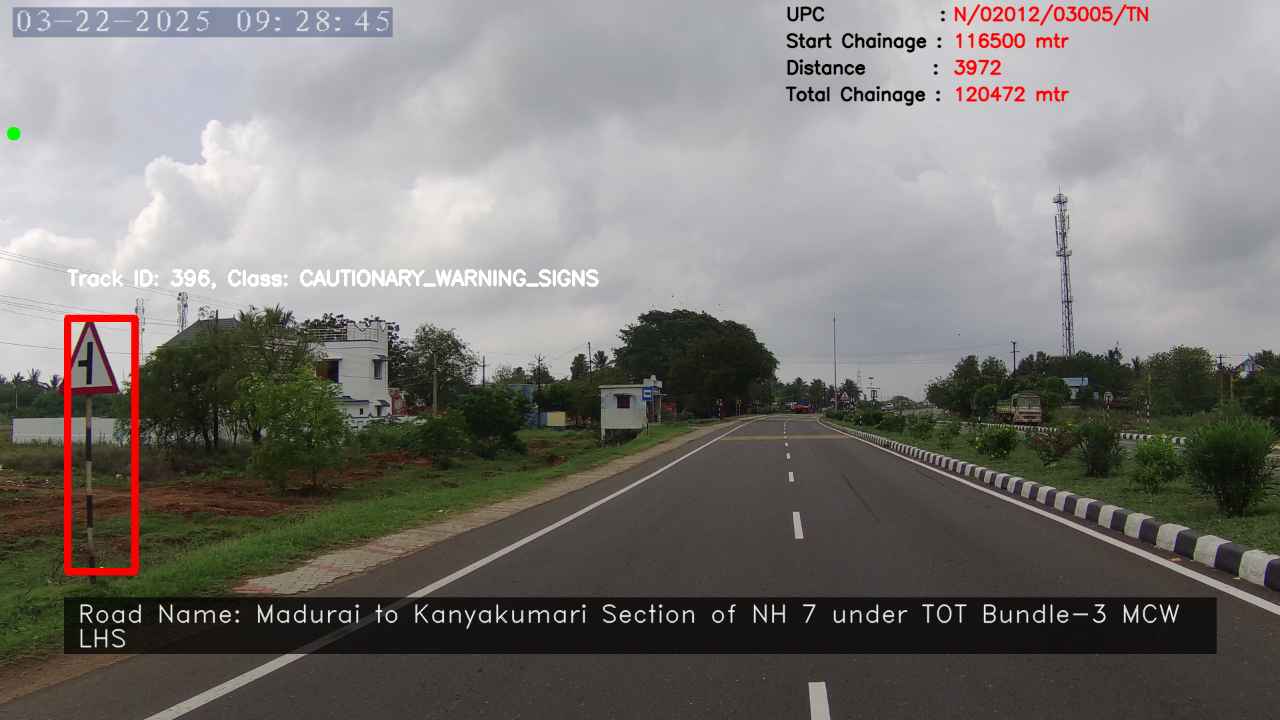 03-22-2025 09:28:45
UPC : N/02012/03005/TN
Start Chainage : 116500 mtr
Distance : 3972
Total Chainage : 120472 mtr
Track ID: 396, Class: CAUTIONARY_WARNING_SIGNS
Road Name: Madurai to Kanyakumari Section of NH 7 under TOT Bundle-3 MCW
LHS